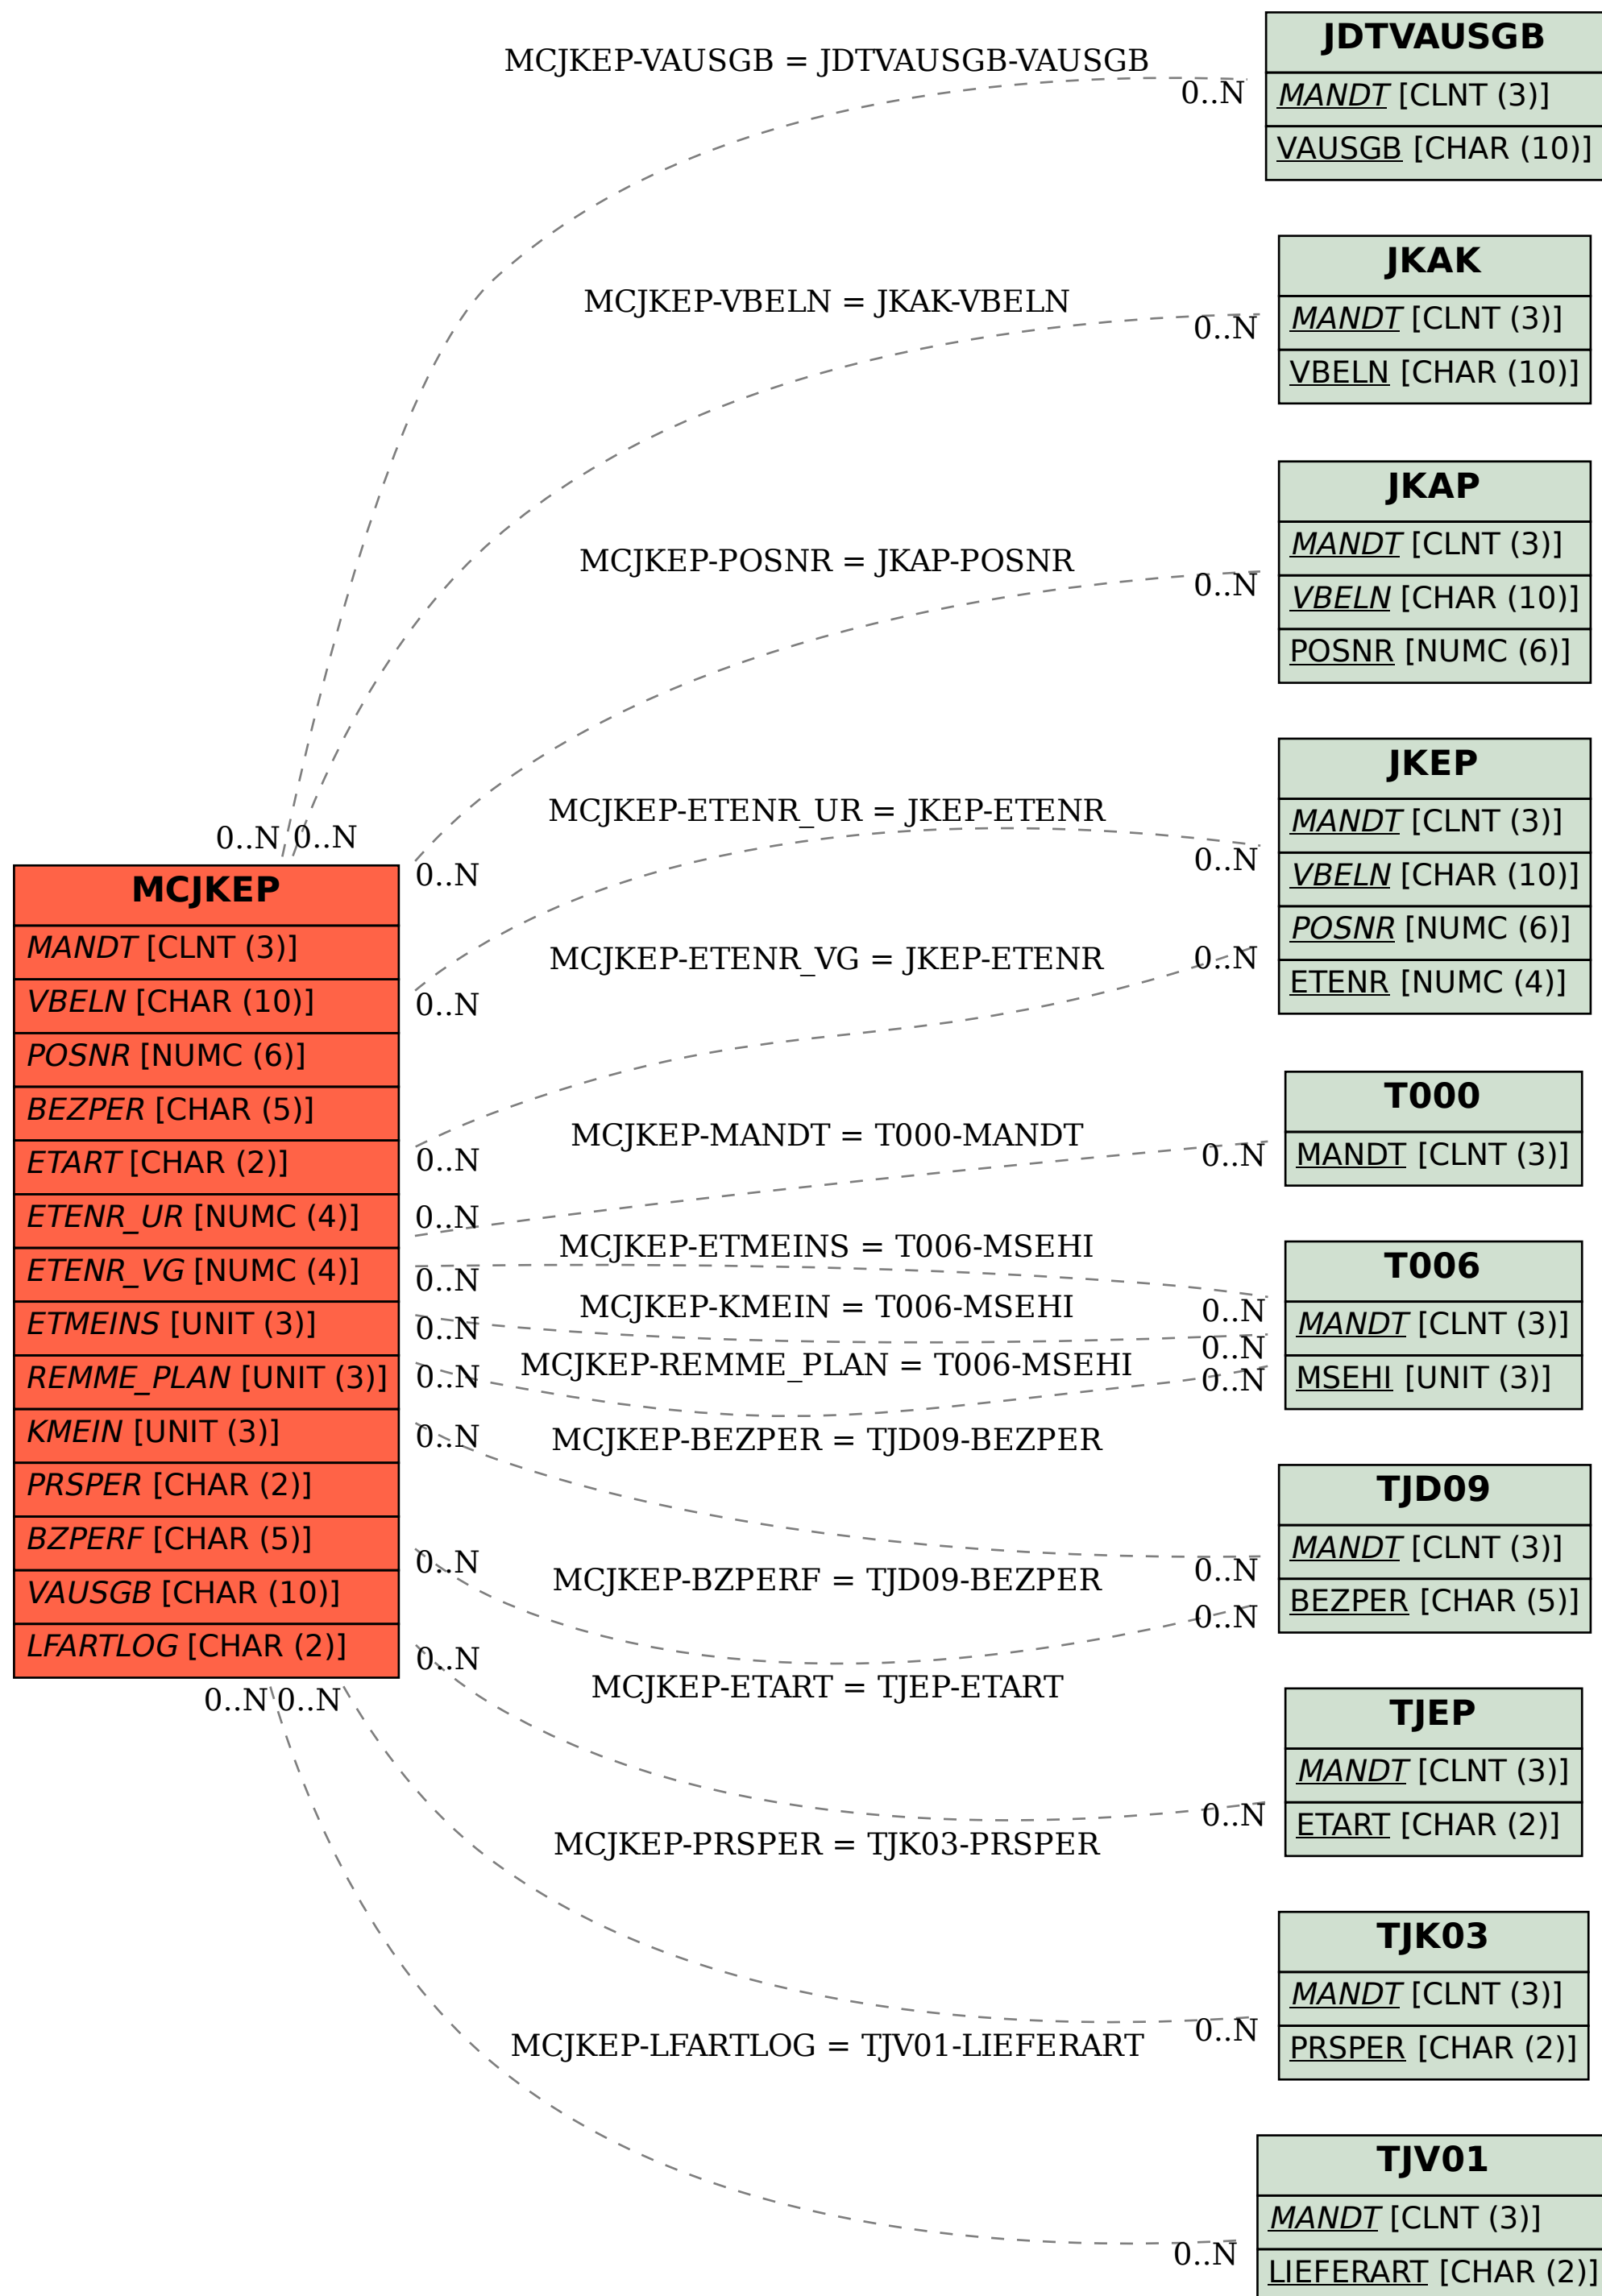 MCJKEP-VAUSGB = JDTVAUSGB-VAUSGB
0..N
JDTVAUSGB
MANDT [CLNT (3)]
VAUSGB [CHAR (10)]
MCJKEP-VBELN = JKAK-VBELN
0..N
JKAK
MANDT [CLNT (3)]
VBELN [CHAR (10)]
MCJKEP-POSNR = JKAP-POSNR
0..N
JKAP
MANDT [CLNT (3)]
VBELN [CHAR (10)]
POSNR [NUMC (6)]
MCJKEP-ETENR_UR = JKEP-ETENR
0..N
MCJKEP-ETENR_VG = JKEP-ETENR
0..N
JKEP
MANDT [CLNT (3)]
VBELN [CHAR (10)]
POSNR [NUMC (6)]
ETENR [NUMC (4)]
0..N 0..N
MCJKEP
MANDT [CLNT (3)]
VBELN [CHAR (10)]
POSNR [NUMC (6)]
BEZPER [CHAR (5)]
ETART [CHAR (2)]
ETENR_UR [NUMC (4)]
ETENR_VG [NUMC (4)]
ETMEINS [UNIT (3)]
REMME_PLAN [UNIT (3)]
KMEIN [UNIT (3)]
PRSPER [CHAR (2)]
BZPERF [CHAR (5)]
VAUSGB [CHAR (10)]
LFARTLOG [CHAR (2)]
0..N 0..N
0..N
0..N
0..N
0..N
0..N
0..N
0..N
0..N
0..N
0..N
MCJKEP-MANDT = T000-MANDT
0..N
T000
MANDT [CLNT (3)]
MCJKEP-ETMEINS = T006-MSEHI
0..N
MCJKEP-KMEIN = T006-MSEHI
0..N
MCJKEP-REMME_PLAN = T006-MSEHI
0..N
T006
MANDT [CLNT (3)]
MSEHI [UNIT (3)]
MCJKEP-BEZPER = TJD09-BEZPER
0..N
MCJKEP-BZPERF = TJD09-BEZPER
0..N
TJD09
MANDT [CLNT (3)]
BEZPER [CHAR (5)]
MCJKEP-ETART = TJEP-ETART
0..N
TJEP
MANDT [CLNT (3)]
ETART [CHAR (2)]
MCJKEP-PRSPER = TJK03-PRSPER
0..N
TJK03
MANDT [CLNT (3)]
PRSPER [CHAR (2)]
MCJKEP-LFARTLOG = TJV01-LIEFERART
0..N
TJV01
MANDT [CLNT (3)]
LIEFERART [CHAR (2)]